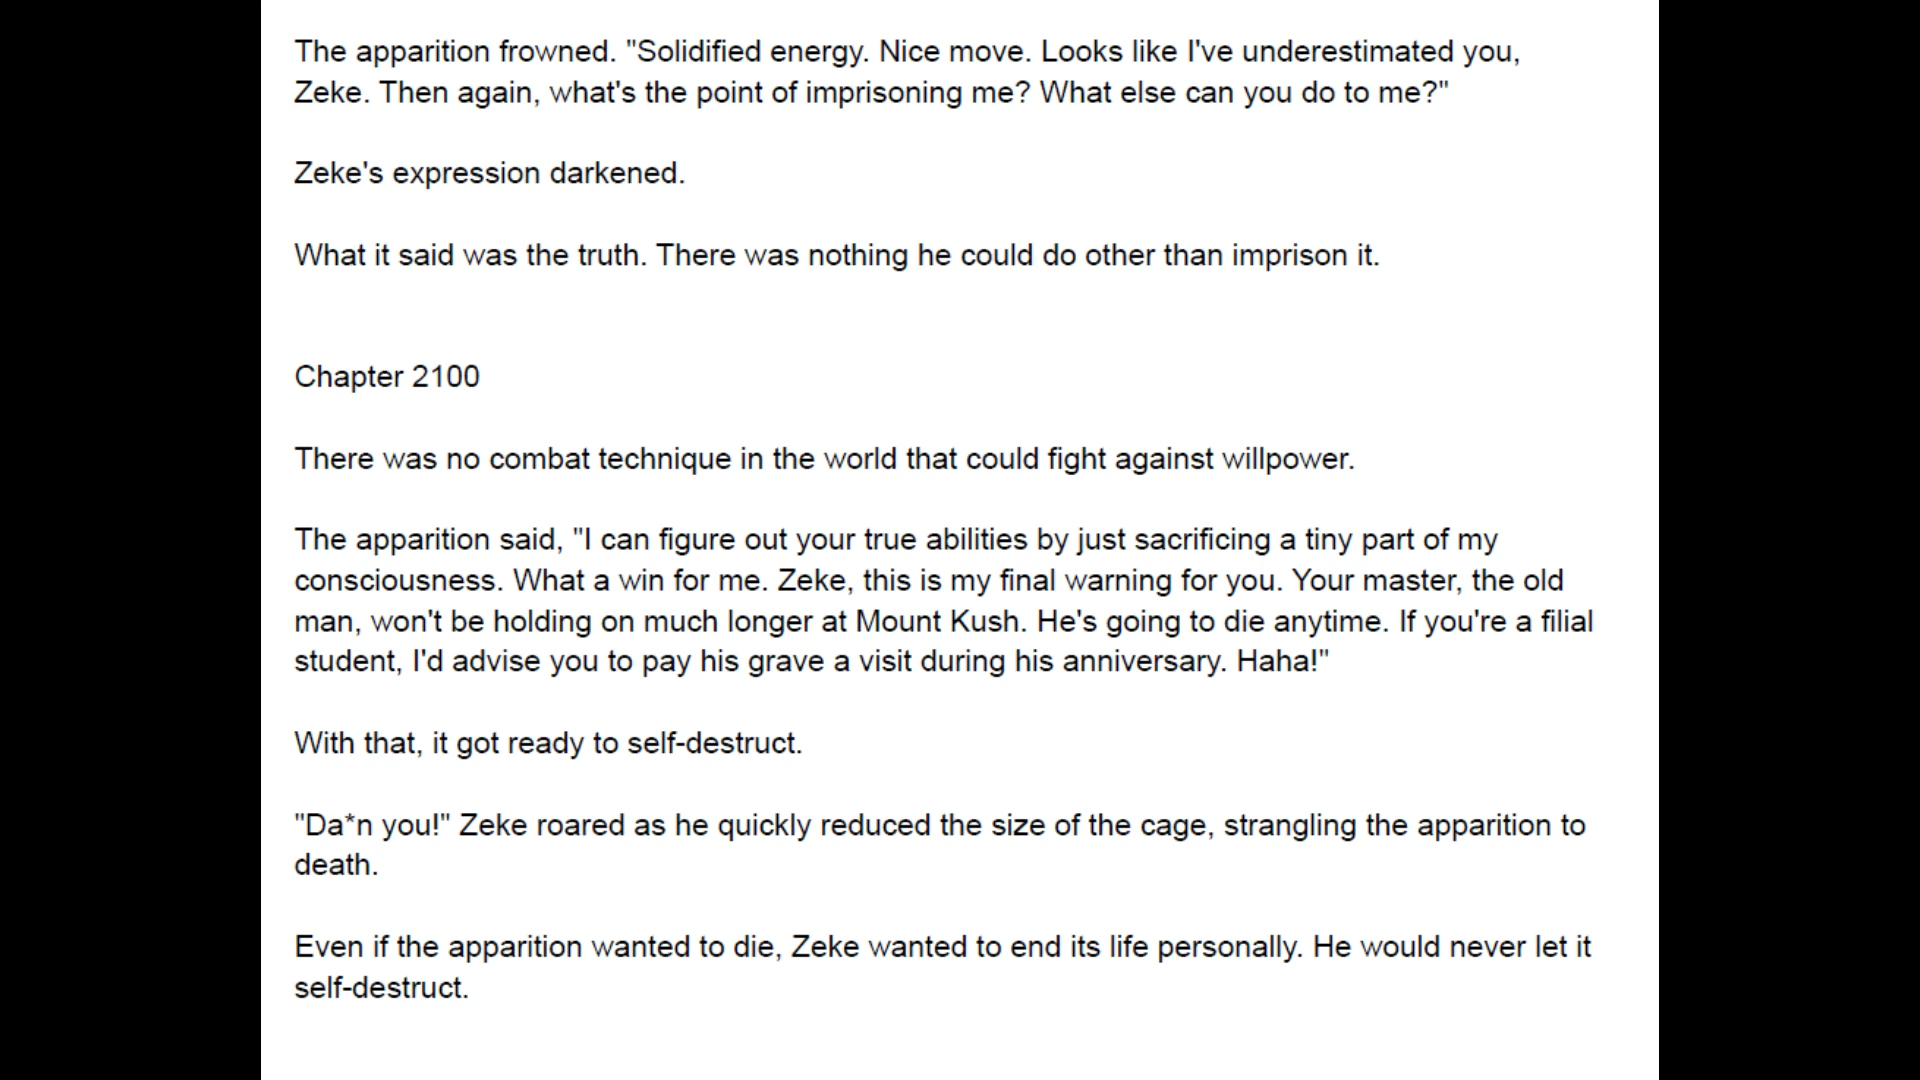 The apparition frowned. "Solidified energy. Nice move. Looks like I've underestimated you,
Zeke. Then again, what's the point of imprisoning me? What else can you do to me?"
Zeke's expression darkened.
What it said was the truth. There was nothing he could do other than imprison it.
Chapter 2100
There was no combat technique in the world that could fight against willpower.
The apparition said, "I can figure out your true abilities by just sacrificing a tiny part of my
consciousness. What a win for me. Zeke, this is my final warning for you. Your master, the old
man, won't be holding on much longer at Mount Kush. He's going to die anytime. If you're a filial
student, I'd advise you to pay his grave a visit during his anniversary. Haha!"
With that, it got ready to self-destruct.
"Da*n you!" Zeke roared as he quickly reduced the size of the cage, strangling the apparition to
death.
Even if the apparition wanted to die, Zeke wanted to end its life personally. He would never let it
self-destruct.